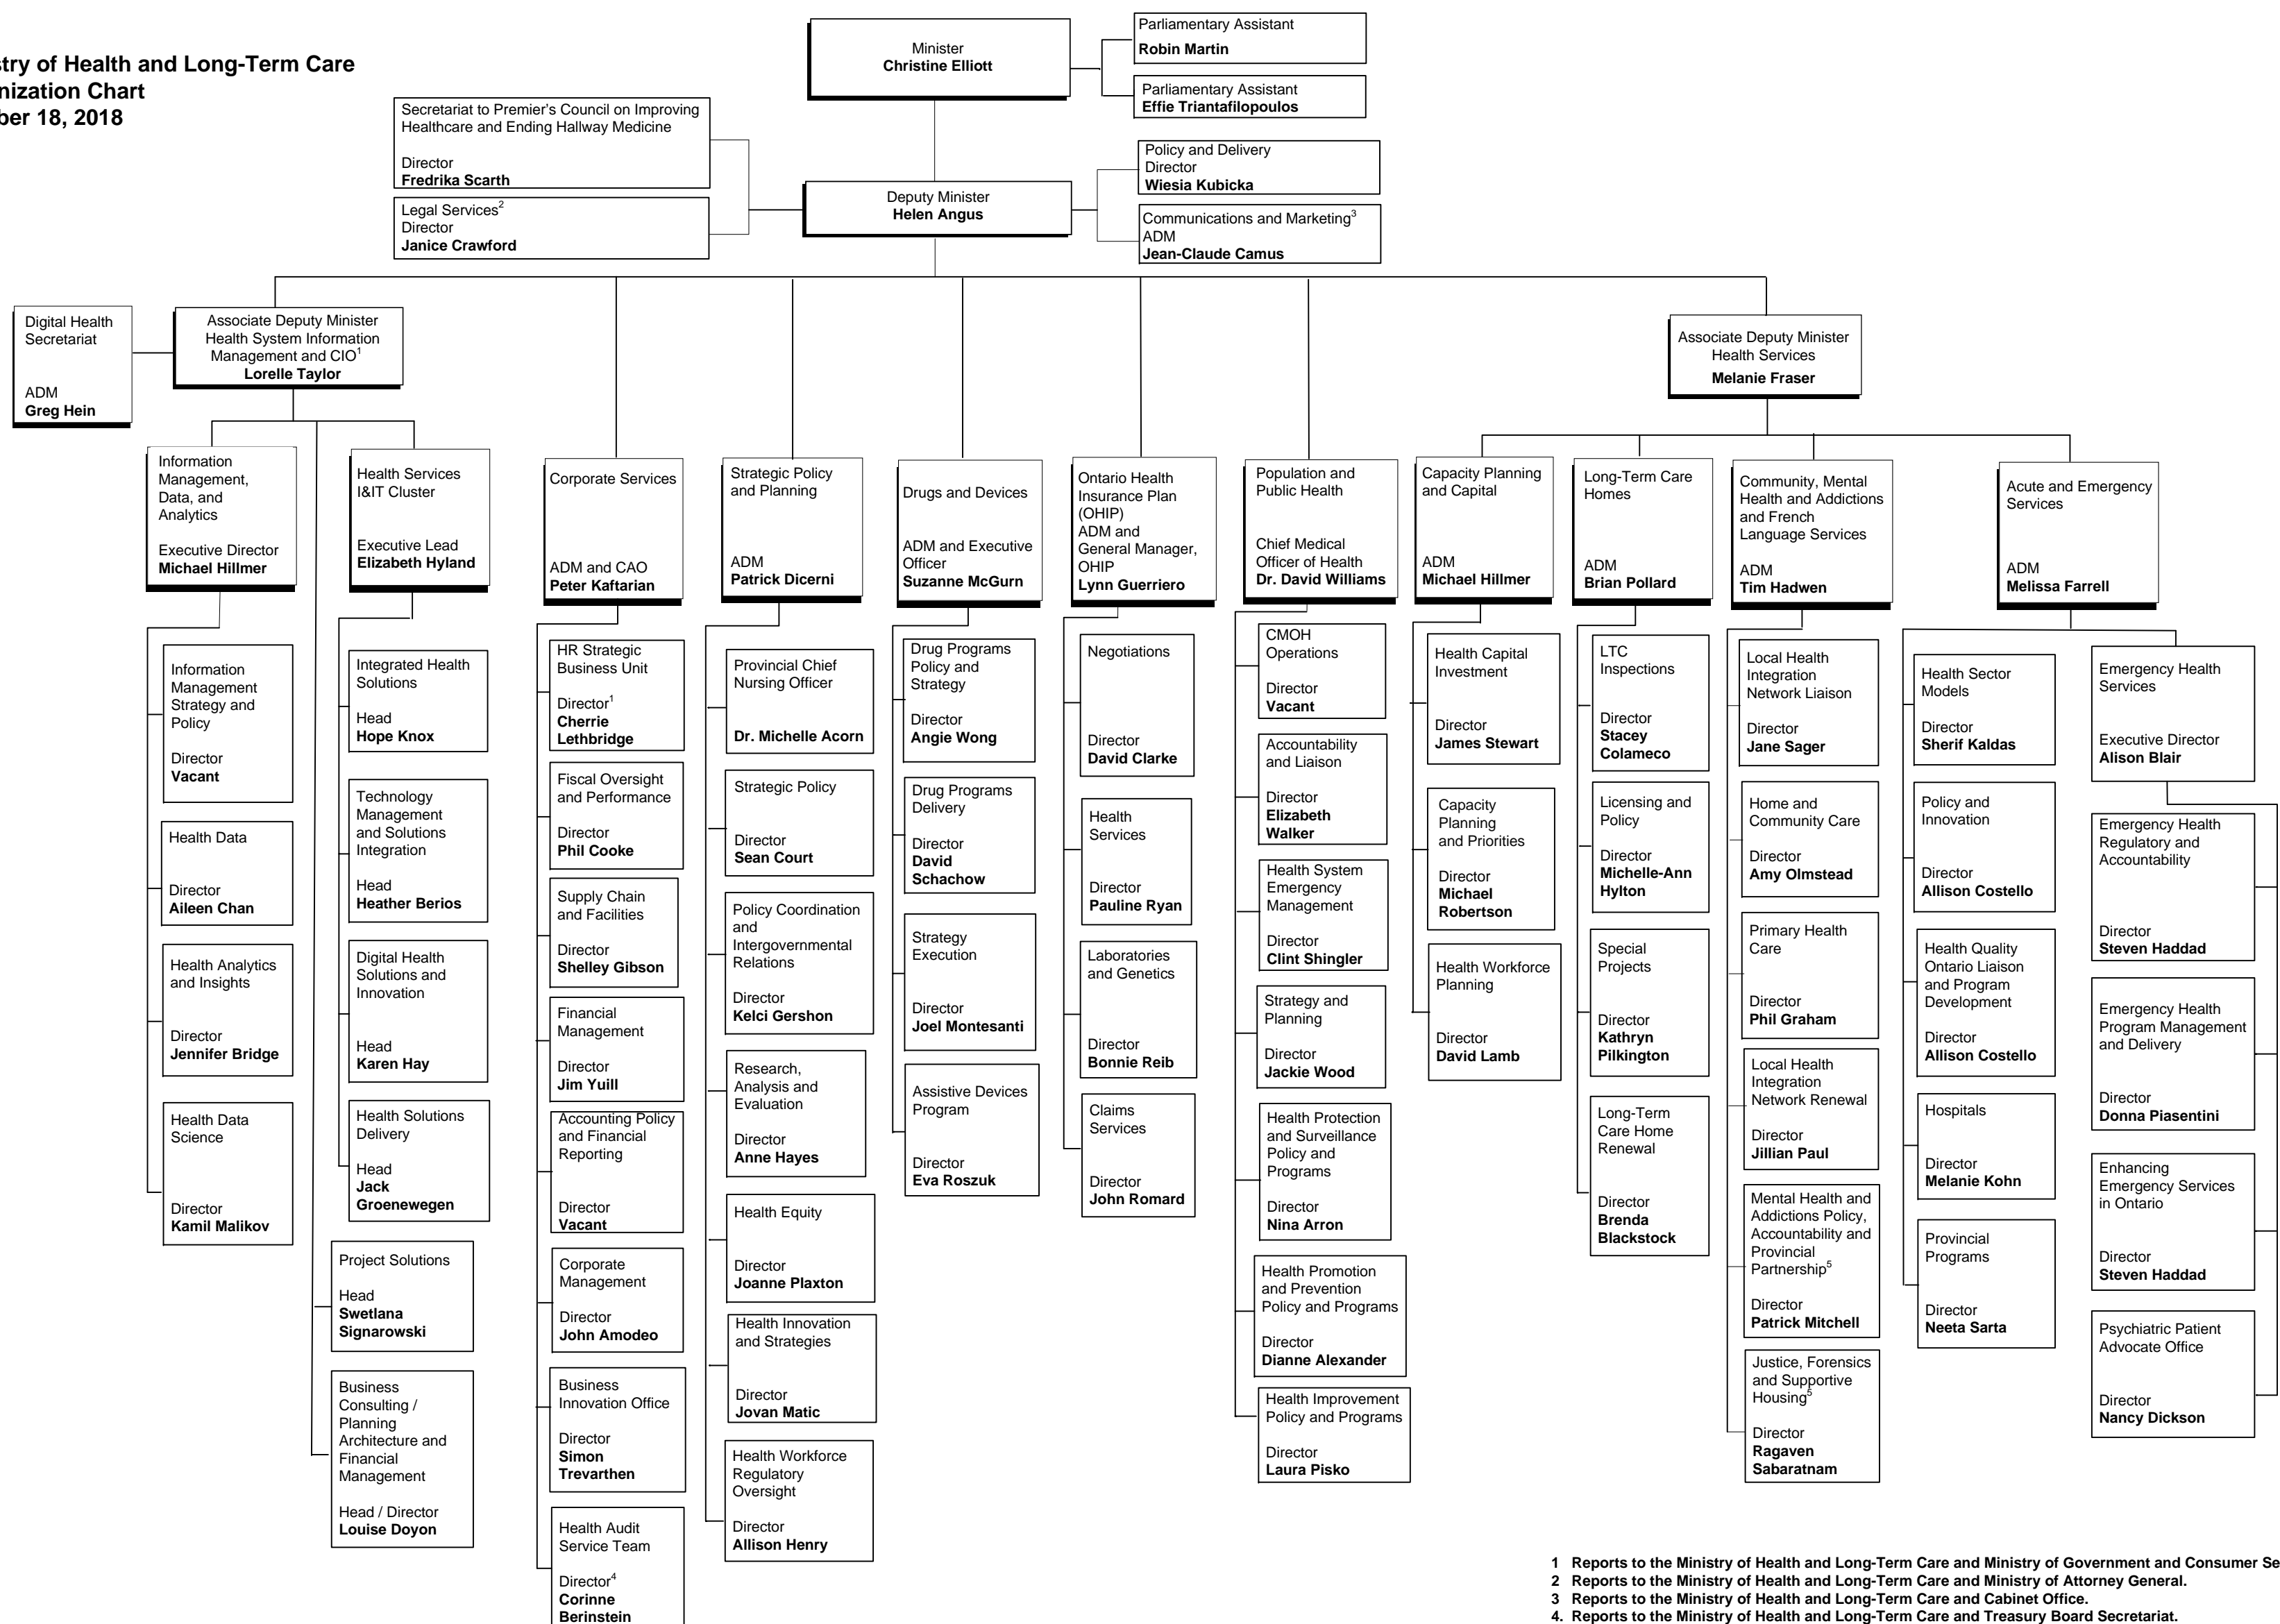 stry of Health and Long-Term Care
nization Chart
ber 18, 2018
Minister
Christine Elliott
Parliamentary Assistant
Robin Martin
Parliamentary Assistant
Effie Triantafilopoulos
Secretariat to Premier's Council on Improving
Healthcare and Ending Hallway Medicine
Director
Fredrika Scarth
Legal Services2
Director
Janice Crawford
Deputy Minister
Helen Angus
Policy and Delivery
Director
Wiesia Kubicka
Communications and Marketing3
ADM
Jean-Claude Camus
Digital Health
Secretariat
ADM
Greg Hein
Associate Deputy Minister
Health System Information
Management and CIO1
Lorelle Taylor
Associate Deputy Minister
Health Services
Melanie Fraser
Information
Management,
Data, and
Analytics
Executive Director
Michael Hillmer
Health Services
I&IT Cluster
Executive Lead
Elizabeth Hyland
Corporate Services
ADM and CAO
Peter Kaftarian
Strategic Policy
and Planning
ADM
Patrick Dicerni
Drugs and Devices
ADM and Executive
Officer
Suzanne McGurn
Ontario Health
Insurance Plan
(OHIP)
ADM and
General Manager,
OHIP
Lynn Guerriero
Population and
Public Health
Chief Medical
Officer of Health
Dr. David Williams
Capacity Planning
and Capital
ADM
Michael Hillmer
Long-Term Care
Homes
ADM
Brian Pollard
Community, Mental
Health and Addictions
and French
Language Services
ADM
Tim Hadwen
Acute and Emergency
Services
ADM
Melissa Farrell
Information
Management
Strategy and
Policy
Director
Vacant
Health Data
Director
Aileen Chan
Health Analytics
and Insights
Director
Jennifer Bridge
Health Data
Science
Director
Kamil Malikov
Integrated Health
Solutions
Head
Hope Knox
Technology
Management
and Solutions
Integration
Head
Heather Berios
Digital Health
Solutions and
Innovation
Head
Karen Hay
Health Solutions
Delivery
Head
Jack
Groenewegen
Project Solutions
Head
Swetlana
Signarowski
Business
Consulting /
Planning
Architecture and
Financial
Management
Head / Director
Louise Doyon
HR Strategic
Business Unit
Director1
Cherrie
Lethbridge
Fiscal Oversight
and Performance
Director
Phil Cooke
Supply Chain
and Facilities
Director
Shelley Gibson
Financial
Management
Director
Jim Yuill
Accounting Policy
and Financial
Reporting
Director
Vacant
Corporate
Management
Director
John Amodeo
Business
Innovation Office
Director
Simon
Trevarthen
Health Audit
Service Team
Director4
Corinne
Berinstein
Provincial Chief
Nursing Officer
Dr. Michelle Acorn
Strategic Policy
Director
Sean Court
Policy Coordination
and
Intergovernmental
Relations
Director
Kelci Gershon
Research,
Analysis and
Evaluation
Director
Anne Hayes
Health Equity
Director
Joanne Plaxton
Health Innovation
and Strategies
Director
Jovan Matic
Health Workforce
Regulatory
Oversight
Director
Allison Henry
Drug Programs
Policy and
Strategy
Director
Angie Wong
Drug Programs
Delivery
Director
David
Schachow
Strategy
Execution
Director
Joel Montesanti
Assistive Devices
Program
Director
Eva Roszuk
Negotiations
Director
David Clarke
Health
Services
Director
Pauline Ryan
Laboratories
and Genetics
Director
Bonnie Reib
Claims
Services
Director
John Romard
CMOH
Operations
Director
Vacant
Accountability
and Liaison
Director
Elizabeth
Walker
Health System
Emergency
Management
Director
Clint Shingler
Strategy and
Planning
Director
Jackie Wood
Health Protection
and Surveillance
Policy and
Programs
Director
Nina Arron
Health Promotion
and Prevention
Policy and Programs
Director
Dianne Alexander
Health Improvement
Policy and Programs
Director
Laura Pisko
Health Capital
Investment
Director
James Stewart
Capacity
Planning
and Priorities
Director
Michael
Robertson
Health Workforce
Planning
Director
David Lamb
LTC
Inspections
Director
Stacey
Colameco
Licensing and
Policy
Director
Michelle-Ann
Hylton
Special
Projects
Director
Kathryn
Pilkington
Long-Term
Care Home
Renewal
Director
Brenda
Blackstock
Local Health
Integration
Network Liaison
Director
Jane Sager
Home and
Community Care
Director
Amy Olmstead
Primary Health
Care
Director
Phil Graham
Local Health
Integration
Network Renewal
Director
Jillian Paul
Mental Health and
Addictions Policy,
Accountability and
Provincial
Partnership5
Director
Patrick Mitchell
Justice, Forensics
and Supportive
Housing5
Director
Ragaven
Sabaratnam
Health Sector
Models
Director
Sherif Kaldas
Policy and
Innovation
Director
Allison Costello
Health Quality
Ontario Liaison
and Program
Development
Director
Allison Costello
Hospitals
Director
Melanie Kohn
Provincial
Programs
Director
Neeta Sarta
Emergency Health
Services
Executive Director
Alison Blair
Emergency Health
Regulatory and
Accountability
Director
Steven Haddad
Emergency Health
Program Management
and Delivery
Director
Donna Piasentini
Enhancing
Emergency Services
in Ontario
Director
Steven Haddad
Psychiatric Patient
Advocate Office
Director
Nancy Dickson
1 Reports to the Ministry of Health and Long-Term Care and Ministry of Government and Consumer Se
2 Reports to the Ministry of Health and Long-Term Care and Ministry of Attorney General.
3 Reports to the Ministry of Health and Long-Term Care and Cabinet Office.
4. Reports to the Ministry of Health and Long-Term Care and Treasury Board Secretariat.